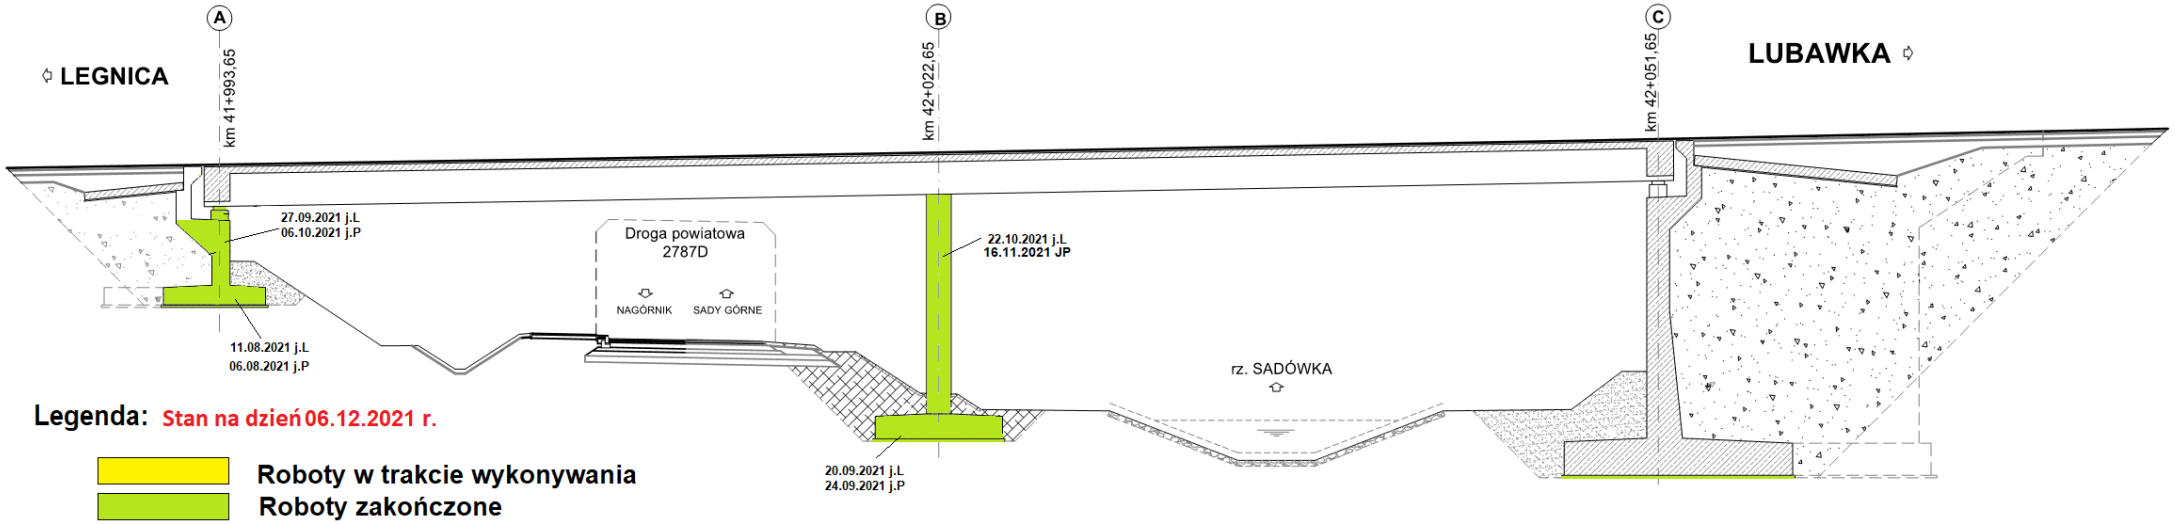 A
B
C
LEGNICA
LUBAWKA
km 41+993,65
km 42+022,65
km 42+051,65
27.09.2021 j.L
06.10.2021 j.P
Droga powiatowa
2787D
NAGÓRNIK
SADY GÓRNE
22.10.2021 j.L
16.11.2021 JP
11.08.2021 j.L
06.08.2021 j.P
rz. SADÓWKA
20.09.2021 j.L
24.09.2021 j.P
Legenda: Stan na dzień 06.12.2021 r.
Roboty w trakcie wykonywania
Roboty zakończone